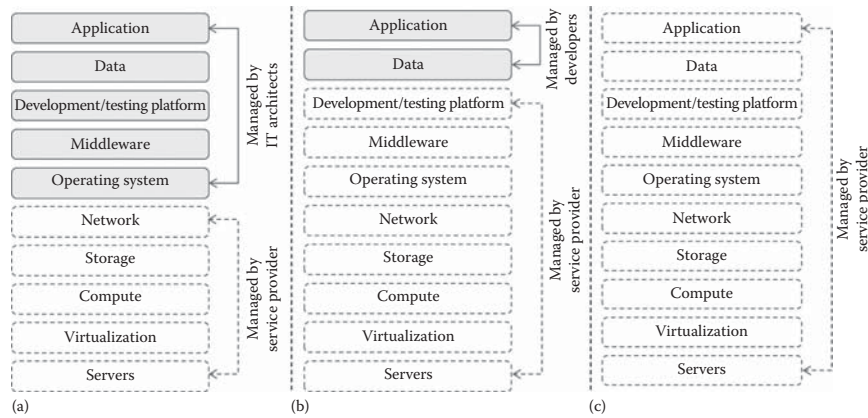 Application
Data
Development/testing platform
Middleware
Operating system
Network
Storage
Compute
Virtualization
Servers
Managed by
IT architects
Managed by
service provider
(a)
Application
Data
Development/testing platform
Middleware
Operating system
Network
Storage
Compute
Virtualization
Servers
Managed by
developers
Managed by
service provider
(b)
Application
Data
Development/testing platform
Middleware
Operating system
Network
Storage
Compute
Virtualization
Servers
Managed by
service provider
(c)